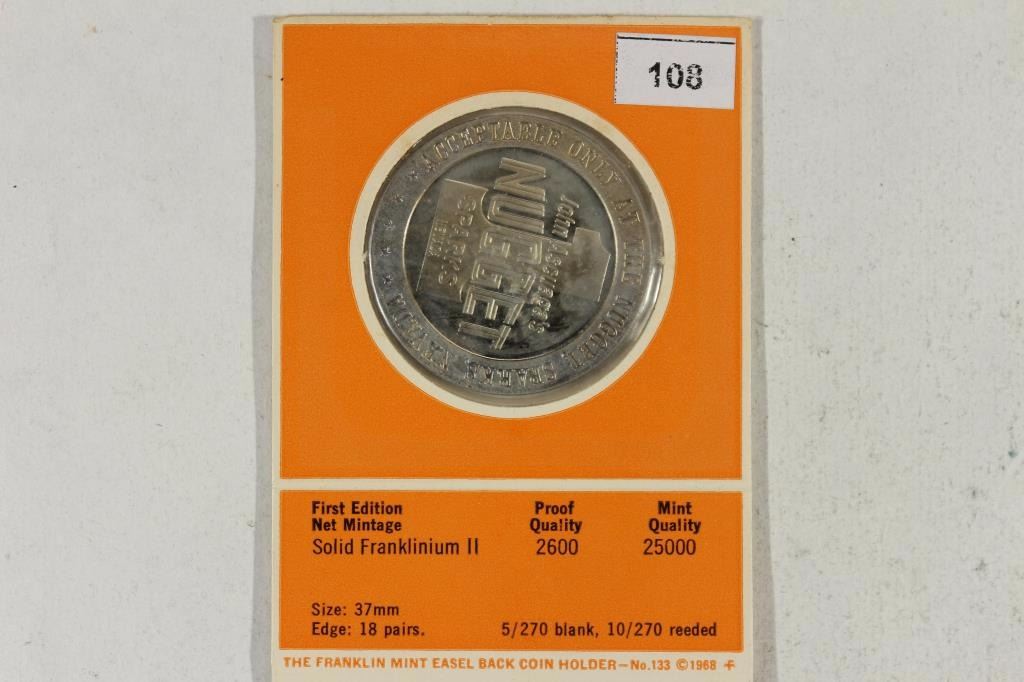 108
ACCEPTABLE ONLY AT THE NUGGET, SPARKS, NEVADA
John Ascuaga's
NUGGET
SPARKS
NEVADA
First Edition
Net Mintage
Proof
Quality
Mint
Quality
Solid Franklinium II 2600 25000
Size: 37mm
Edge: 18 pairs. 5/270 blank, 10/270 reeded
THE FRANKLIN MINT EASEL BACK COIN HOLDER—No.133 ©1968